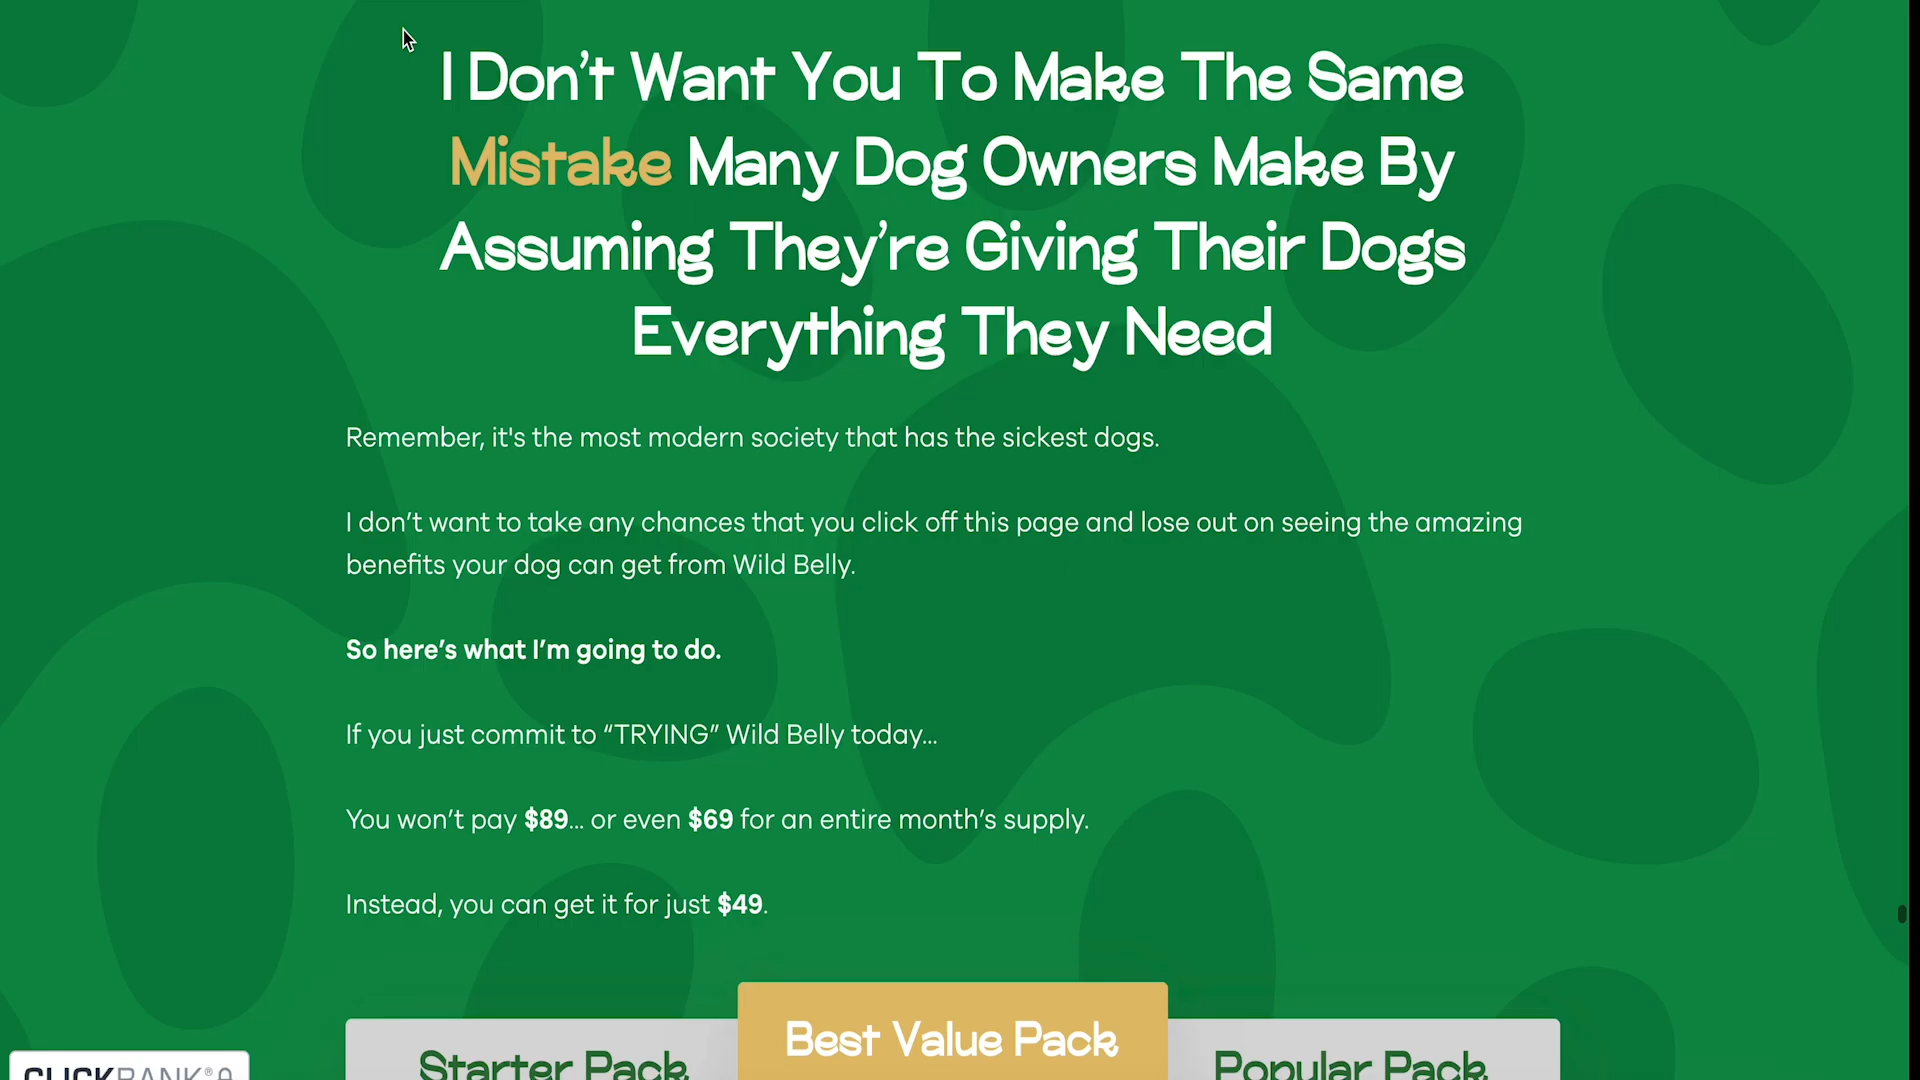 I Don’t Want You To Make The Same
Mistake Many Dog Owners Make By
Assuming They’re Giving Their Dogs
Everything They Need
Remember, it's the most modern society that has the sickest dogs.
I don’t want to take any chances that you click off this page and lose out on seeing the amazing
benefits your dog can get from Wild Belly.
So here’s what I’m going to do.
If you just commit to “TRYING” Wild Belly today...
You won’t pay $89... or even $69 for an entire month’s supply.
Instead, you can get it for just $49.
Best Value Pack
Starter Pack
Popular Pack
CLICKBANK®